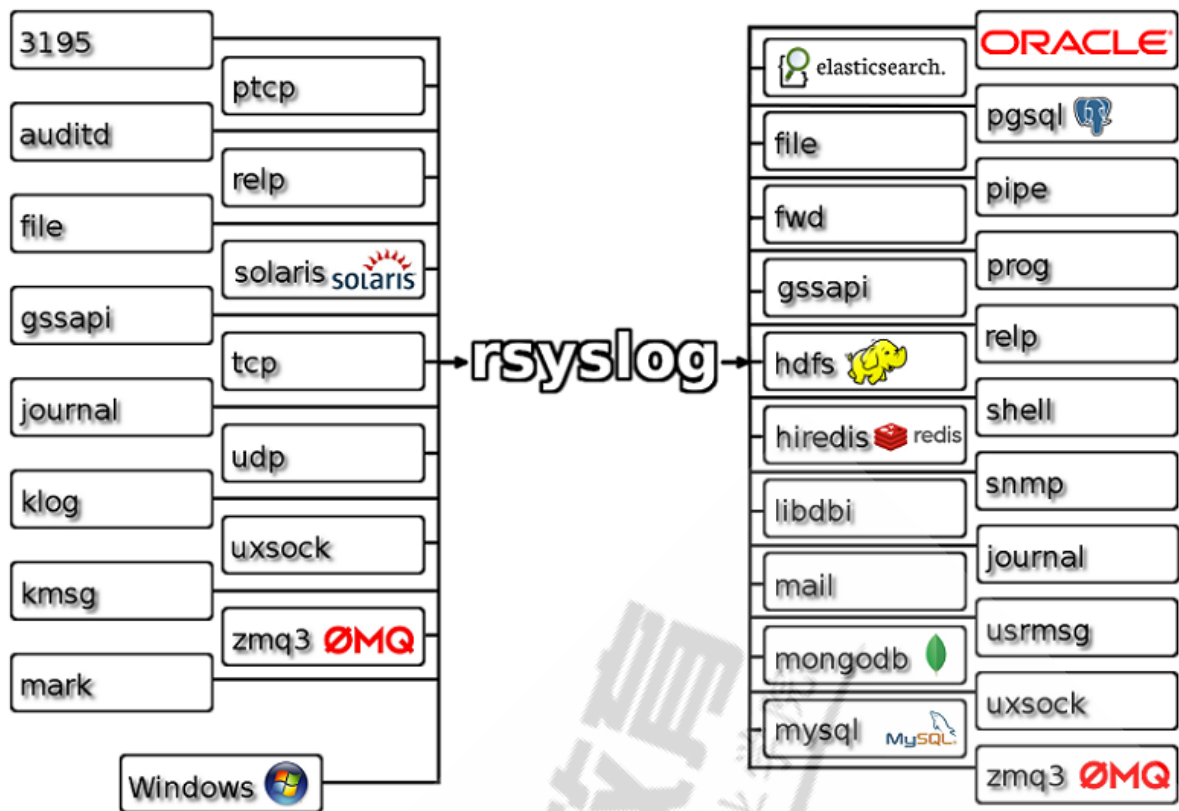 3195
ptcp
auditd
relp
file
solaris solaris
gssapi
tcp
journal
udp
klog
uxsock
kmsg
zmq3 ØMQ
mark
Windows
rsyslog
ORACLE
elasticsearch.
pgsql
file
pipe
fwd
prog
gssapi
relp
hdfs
shell
hiredis redis
snmp
libdbi
journal
mail
usrmsg
mongodb
uxsock
mysql MySQL
zmq3 ØMQ